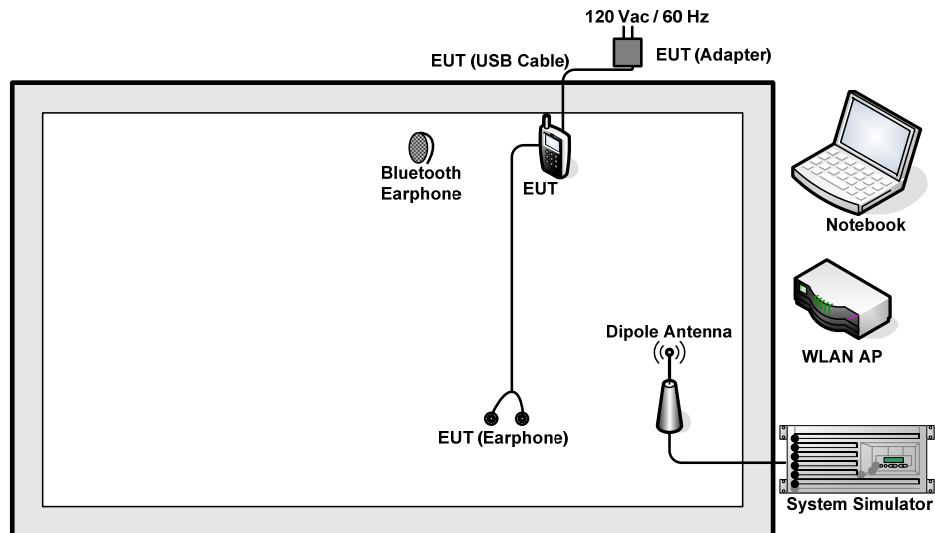 120 Vac / 60 Hz
EUT (USB Cable)
EUT (Adapter)
Bluetooth
Earphone
EUT
Notebook
Dipole Antenna
WLAN AP
EUT (Earphone)
System Simulator